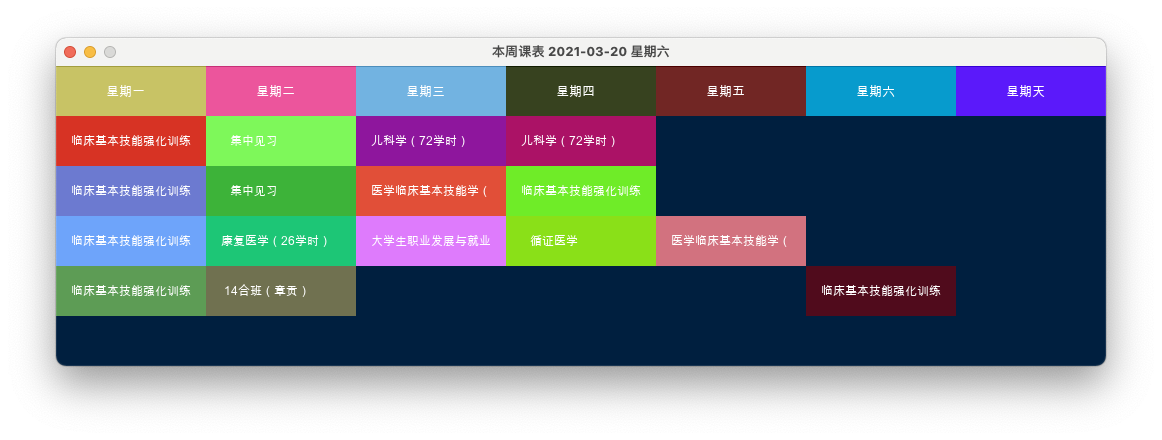 本周课表 2021-03-20 星期六
星期一 星期二 星期三 星期四 星期五 星期六 星期天
临床基本技能强化训练 集中见习 儿科学（72学时） 儿科学（72学时）
临床基本技能强化训练 集中见习 医学临床基本技能学（ 临床基本技能强化训练
临床基本技能强化训练 康复医学（26学时） 大学生职业发展与就业 循证医学 医学临床基本技能学（
临床基本技能强化训练 14合班（章贡） 临床基本技能强化训练